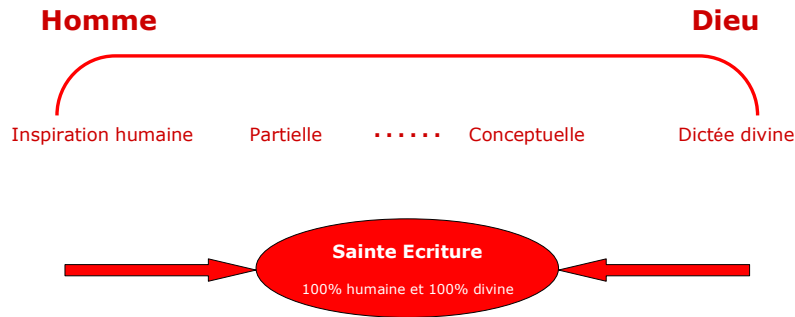 Homme Dieu
Inspiration humaine Partielle ...... Conceptuelle Dictée divine
Sainte Ecriture
100% humaine et 100% divine